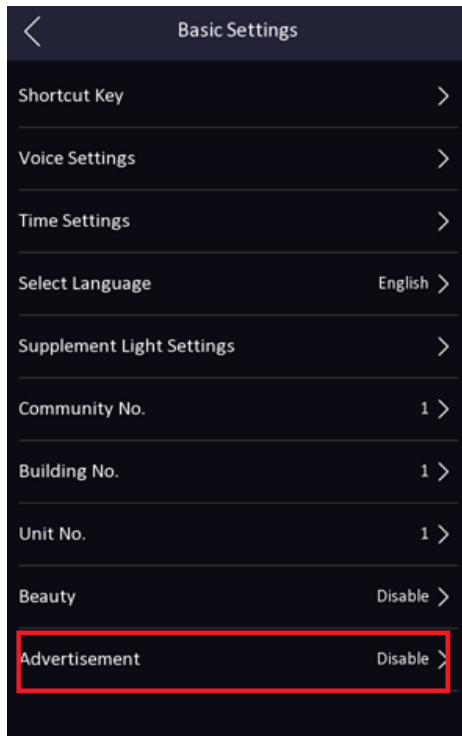 Basic Settings
Shortcut Key
Voice Settings
Time Settings
Select Language English
Supplement Light Settings
Community No. 1
Building No. 1
Unit No. 1
Beauty Disable
Advertisement Disable